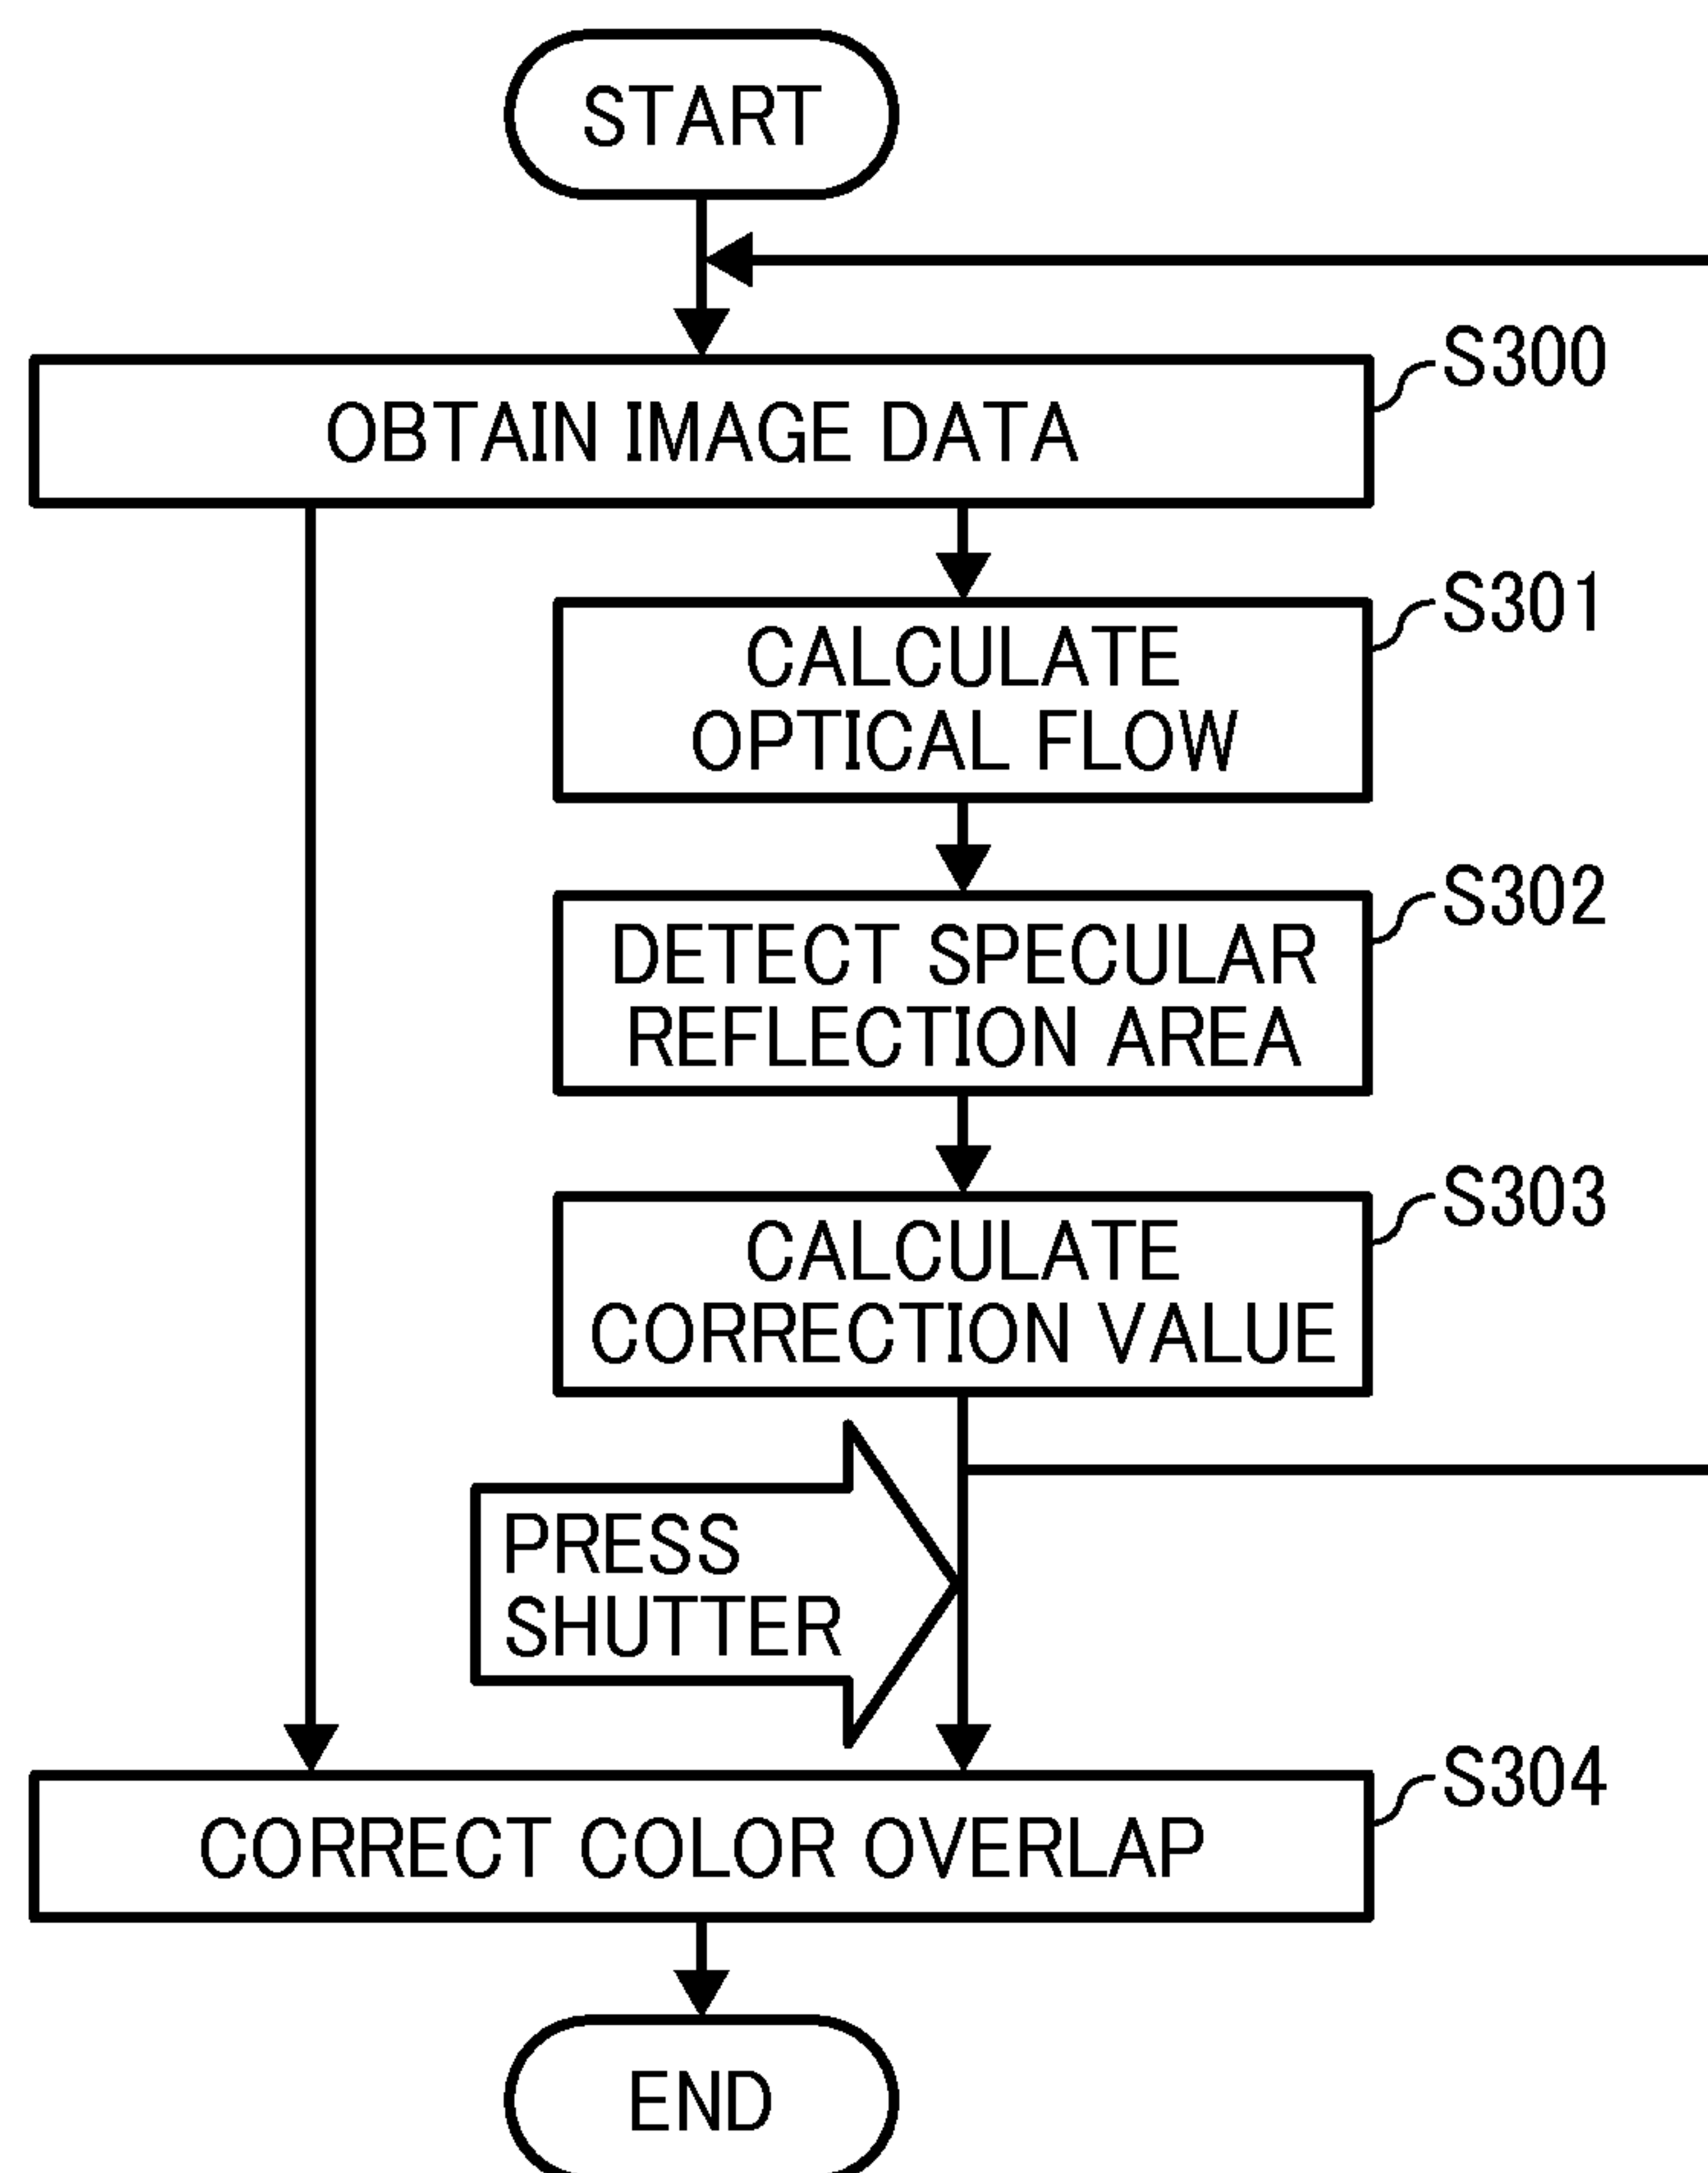 START
S300
OBTAIN IMAGE DATA
S301
CALCULATE
OPTICAL FLOW
S302
DETECT SPECULAR
REFLECTION AREA
S303
CALCULATE
CORRECTION VALUE
PRESS
SHUTTER
S304
CORRECT COLOR OVERLAP
END